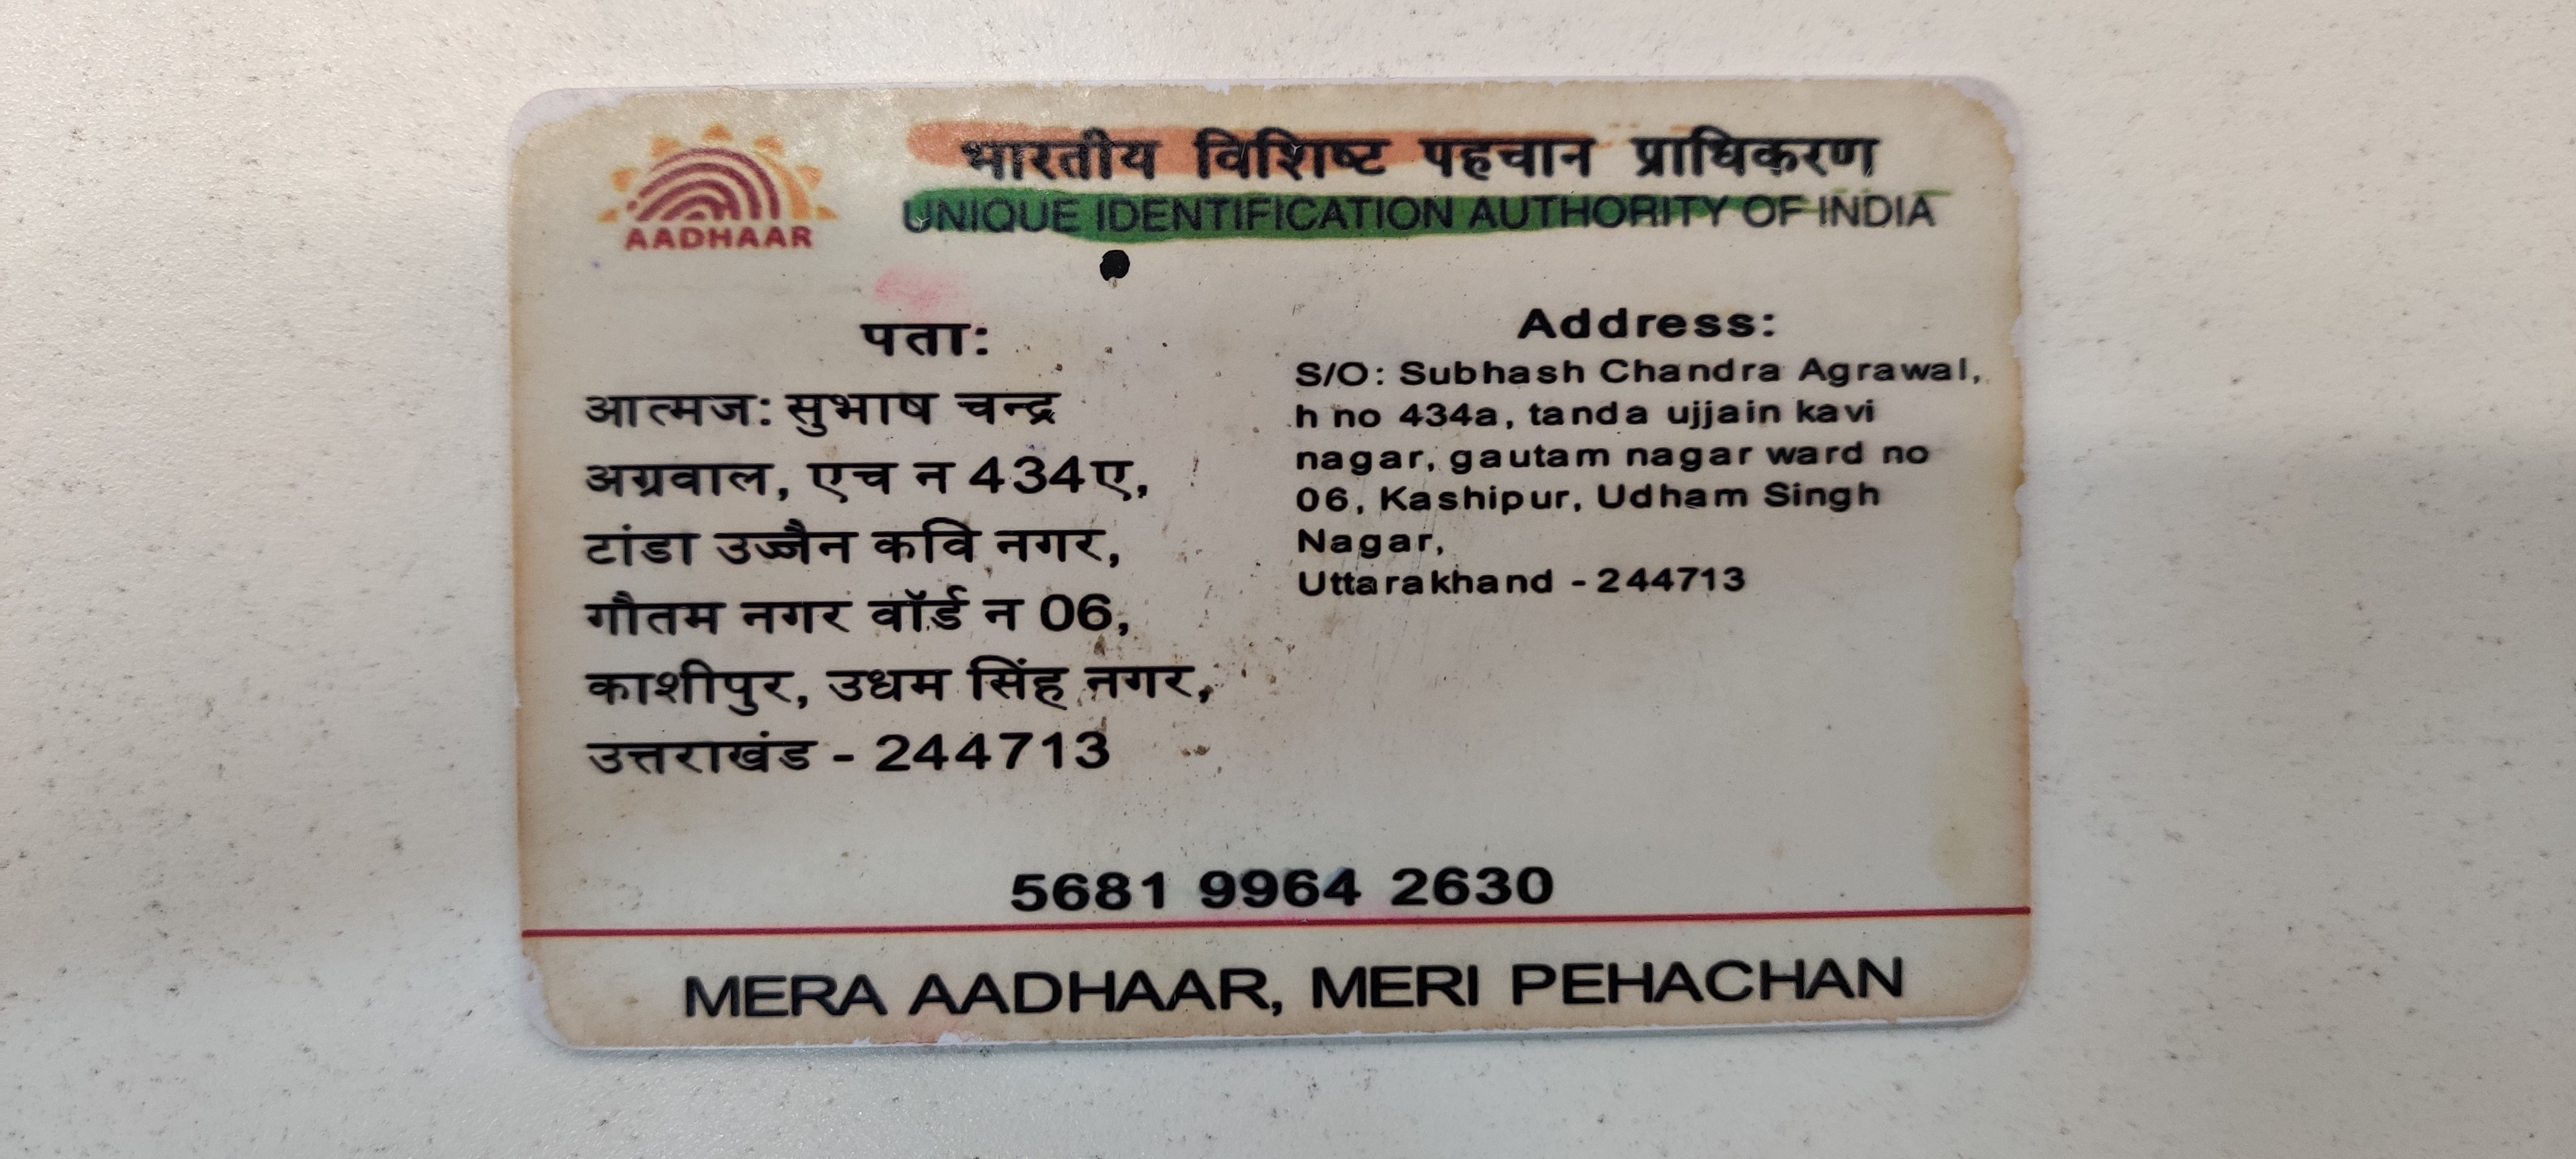 AADHAAR
भारतीय विशिष्ट पहचान प्राधिकरण
UNIQUE IDENTIFICATION AUTHORITY OF INDIA
पता:
आत्मज: सुभाष चन्द्र
अग्रवाल, एच न 434ए,
टांडा उज्जैन कवि नगर,
गौतम नगर वॉर्ड न 06,
काशीपुर, उधम सिंह नगर,
उत्तराखंड - 244713
Address:
S/O: Subhash Chandra Agrawal,
h no 434a, tanda ujjain kavi
nagar, gautam nagar ward no
06, Kashipur, Udham Singh
Nagar,
Uttarakhand - 244713
5681 9964 2630
MERA AADHAAR, MERI PEHACHAN